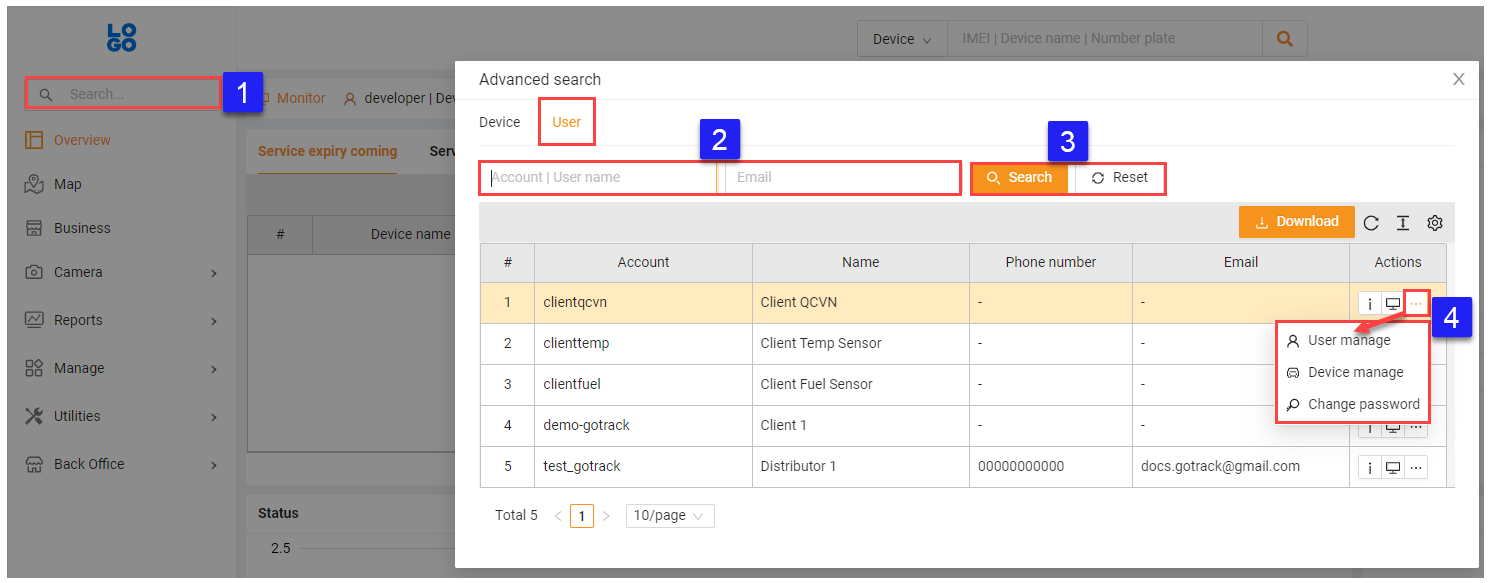 LO
GO
Device
IMEI | Device name | Number plate
Search...
1
Monitor
developer | Dev
Overview
Map
Business
Camera
Reports
Manage
Utilities
Back Office
Service expiry coming
Serv
#
Device name
Status
2.5
Advanced search
Device
User
2
3
Account | User name
Email
Search
Reset
Download
# Account Name Phone number Email Actions
1 clientqcvn Client QCVN - - i ...
4
2 clienttemp Client Temp Sensor - -
3 clientfuel Client Fuel Sensor - -
4 demo-gotrack Client 1 - - i ...
5 test_gotrack Distributor 1 00000000000 docs.gotrack@gmail.com i ...
User manage
Device manage
Change password
Total 5 < 1 > 10/page